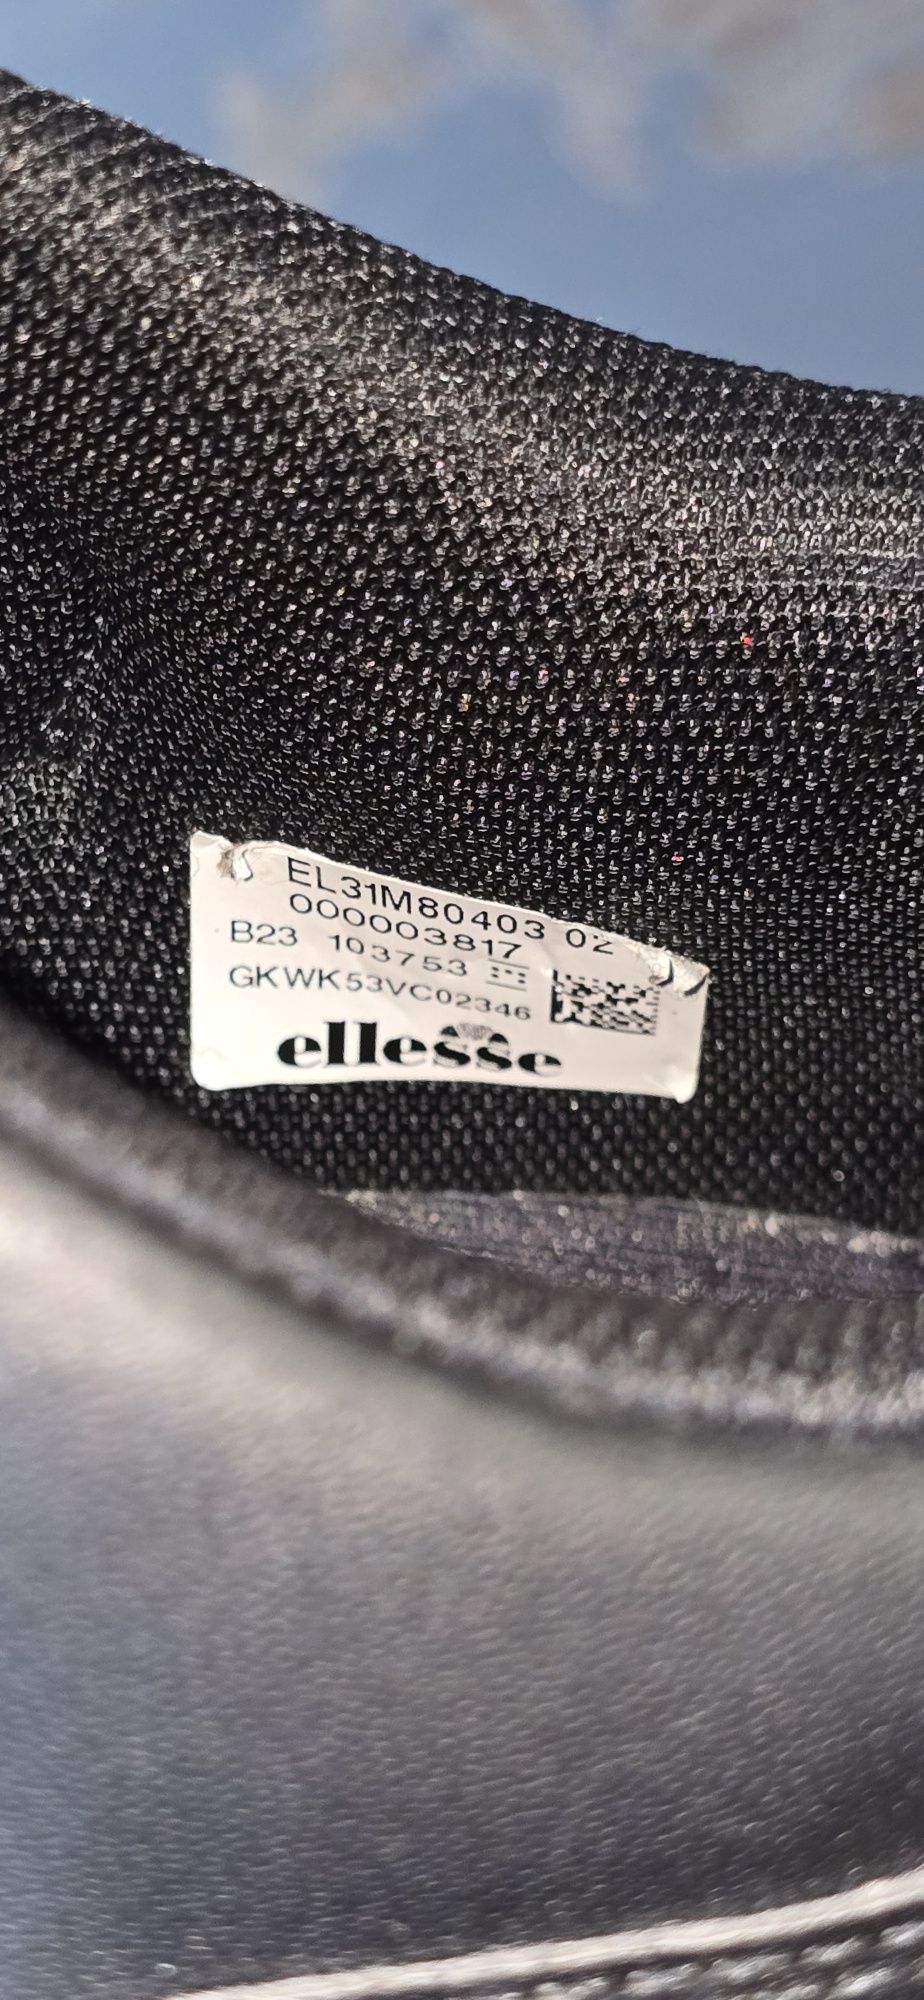 EL31M80403 02
000003817
B23 103753
GKWK53VC02346
ellesse